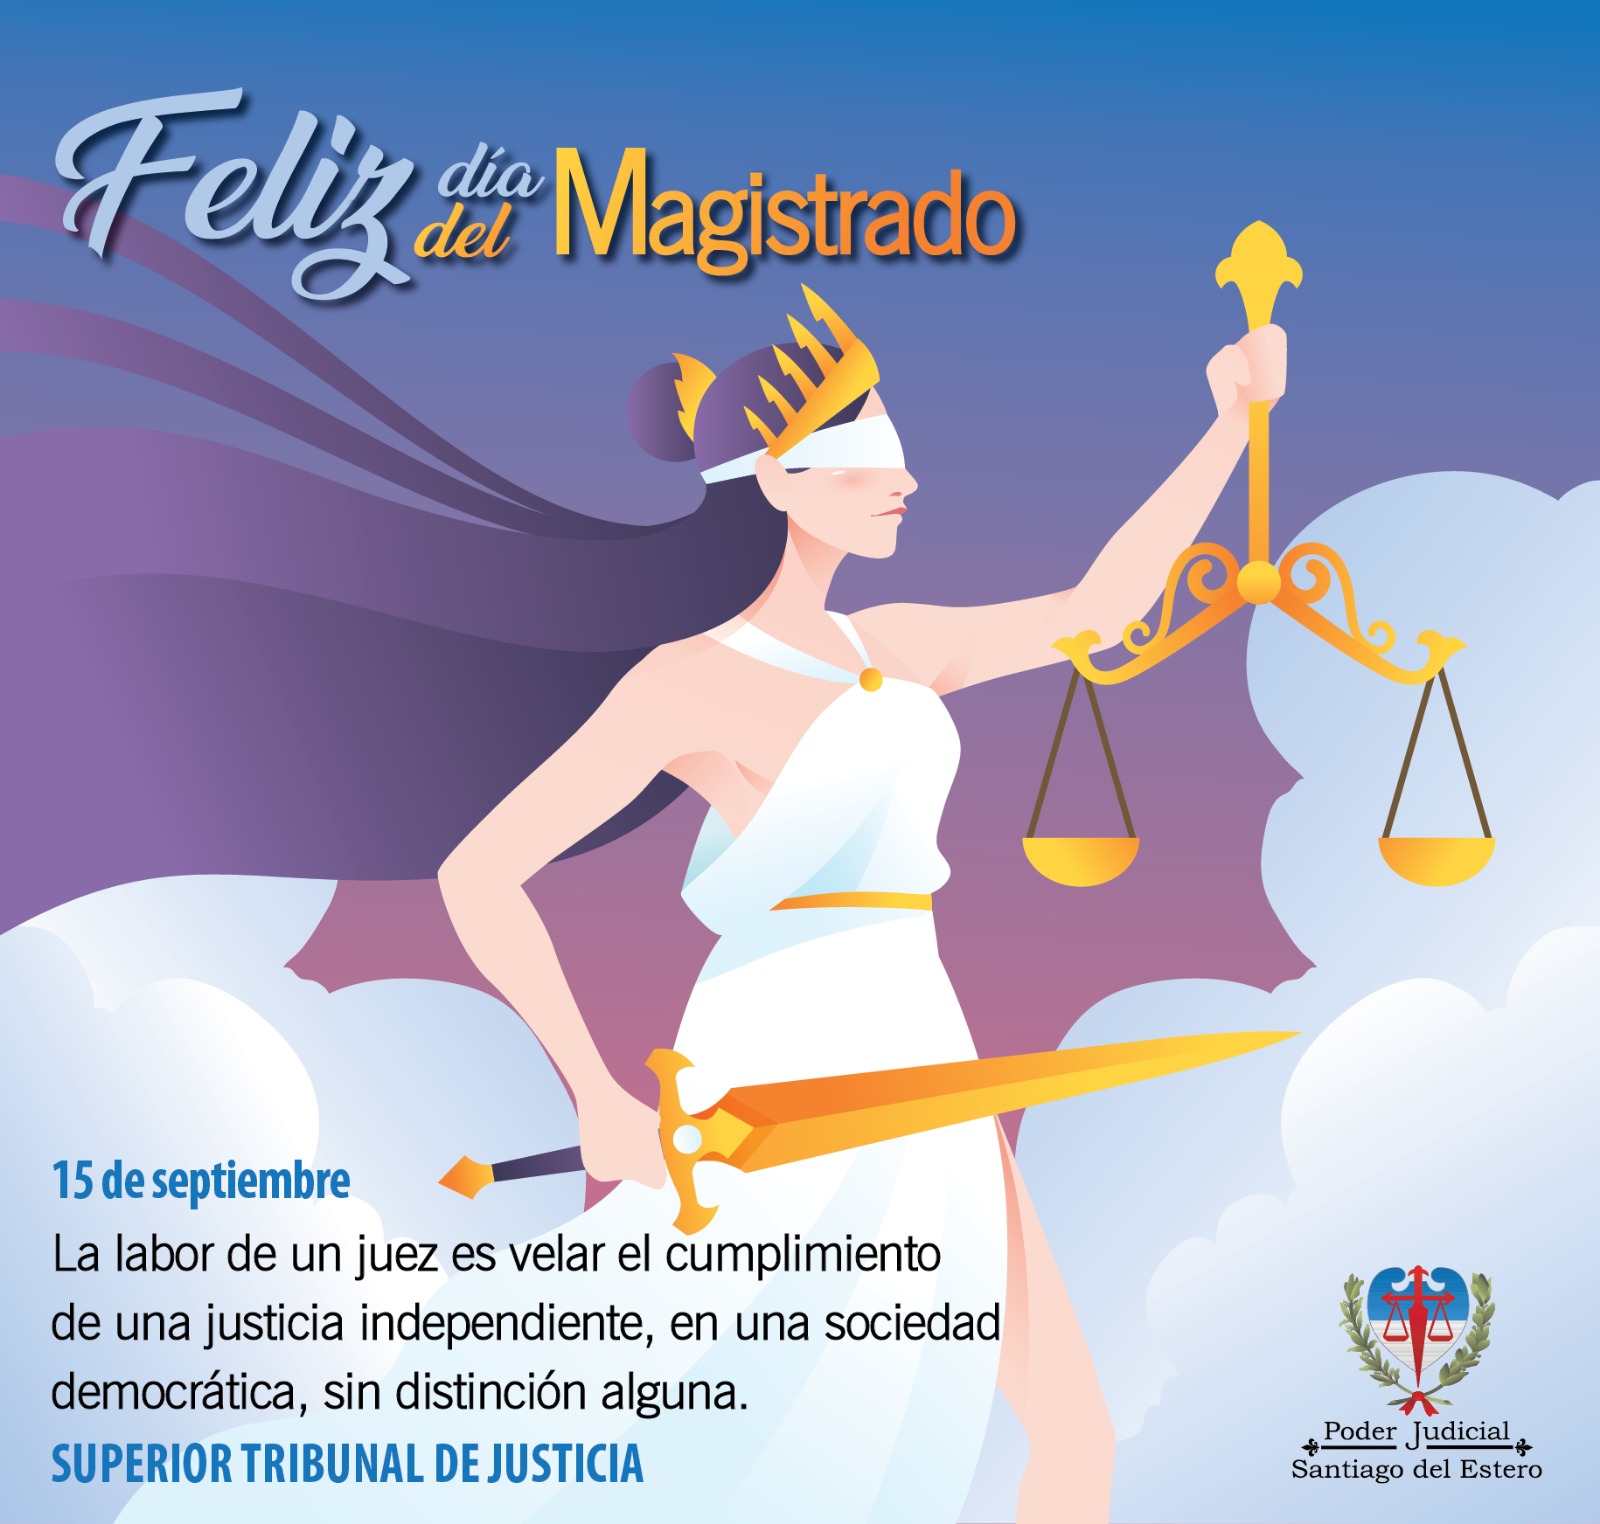 Feliz día del Magistrado
15 de septiembre
La labor de un juez es velar el cumplimiento
de una justicia independiente, en una sociedad
democrática, sin distinción alguna.
SUPERIOR TRIBUNAL DE JUSTICIA
Poder Judicial
Santiago del Estero